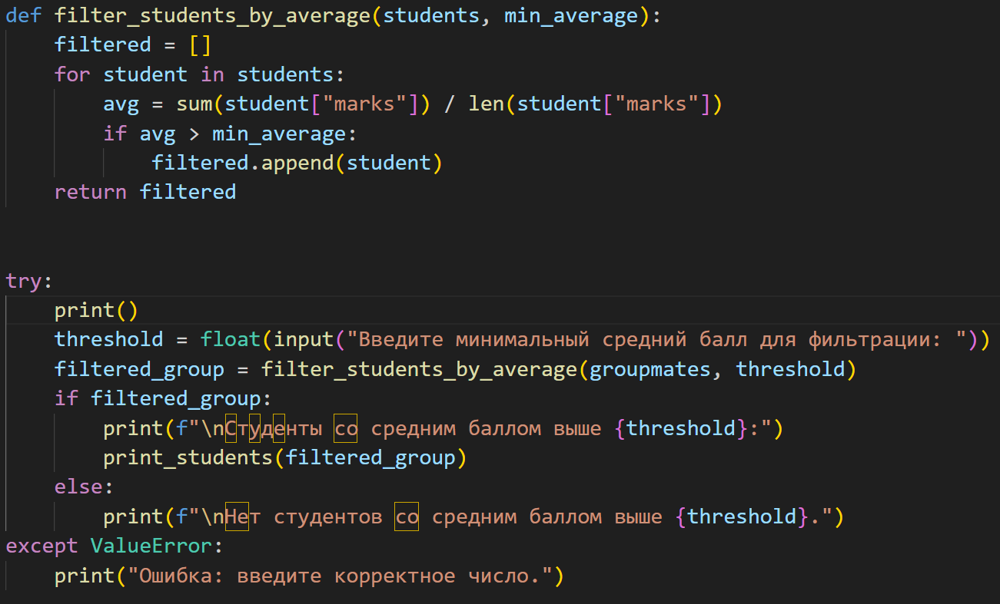 def filter_students_by_average(students, min_average):
    filtered = []
    for student in students:
        avg = sum(student["marks"]) / len(student["marks"])
        if avg > min_average:
            filtered.append(student)
    return filtered
try:
    print()
    threshold = float(input("Введите минимальный средний балл для фильтрации: "))
    filtered_group = filter_students_by_average(groupmates, threshold)
    if filtered_group:
        print(f"\nСтуденты со средним баллом выше {threshold}:")
        print_students(filtered_group)
    else:
        print(f"\nНет студентов со средним баллом выше {threshold}.")
except ValueError:
    print("Ошибка: введите корректное число.")